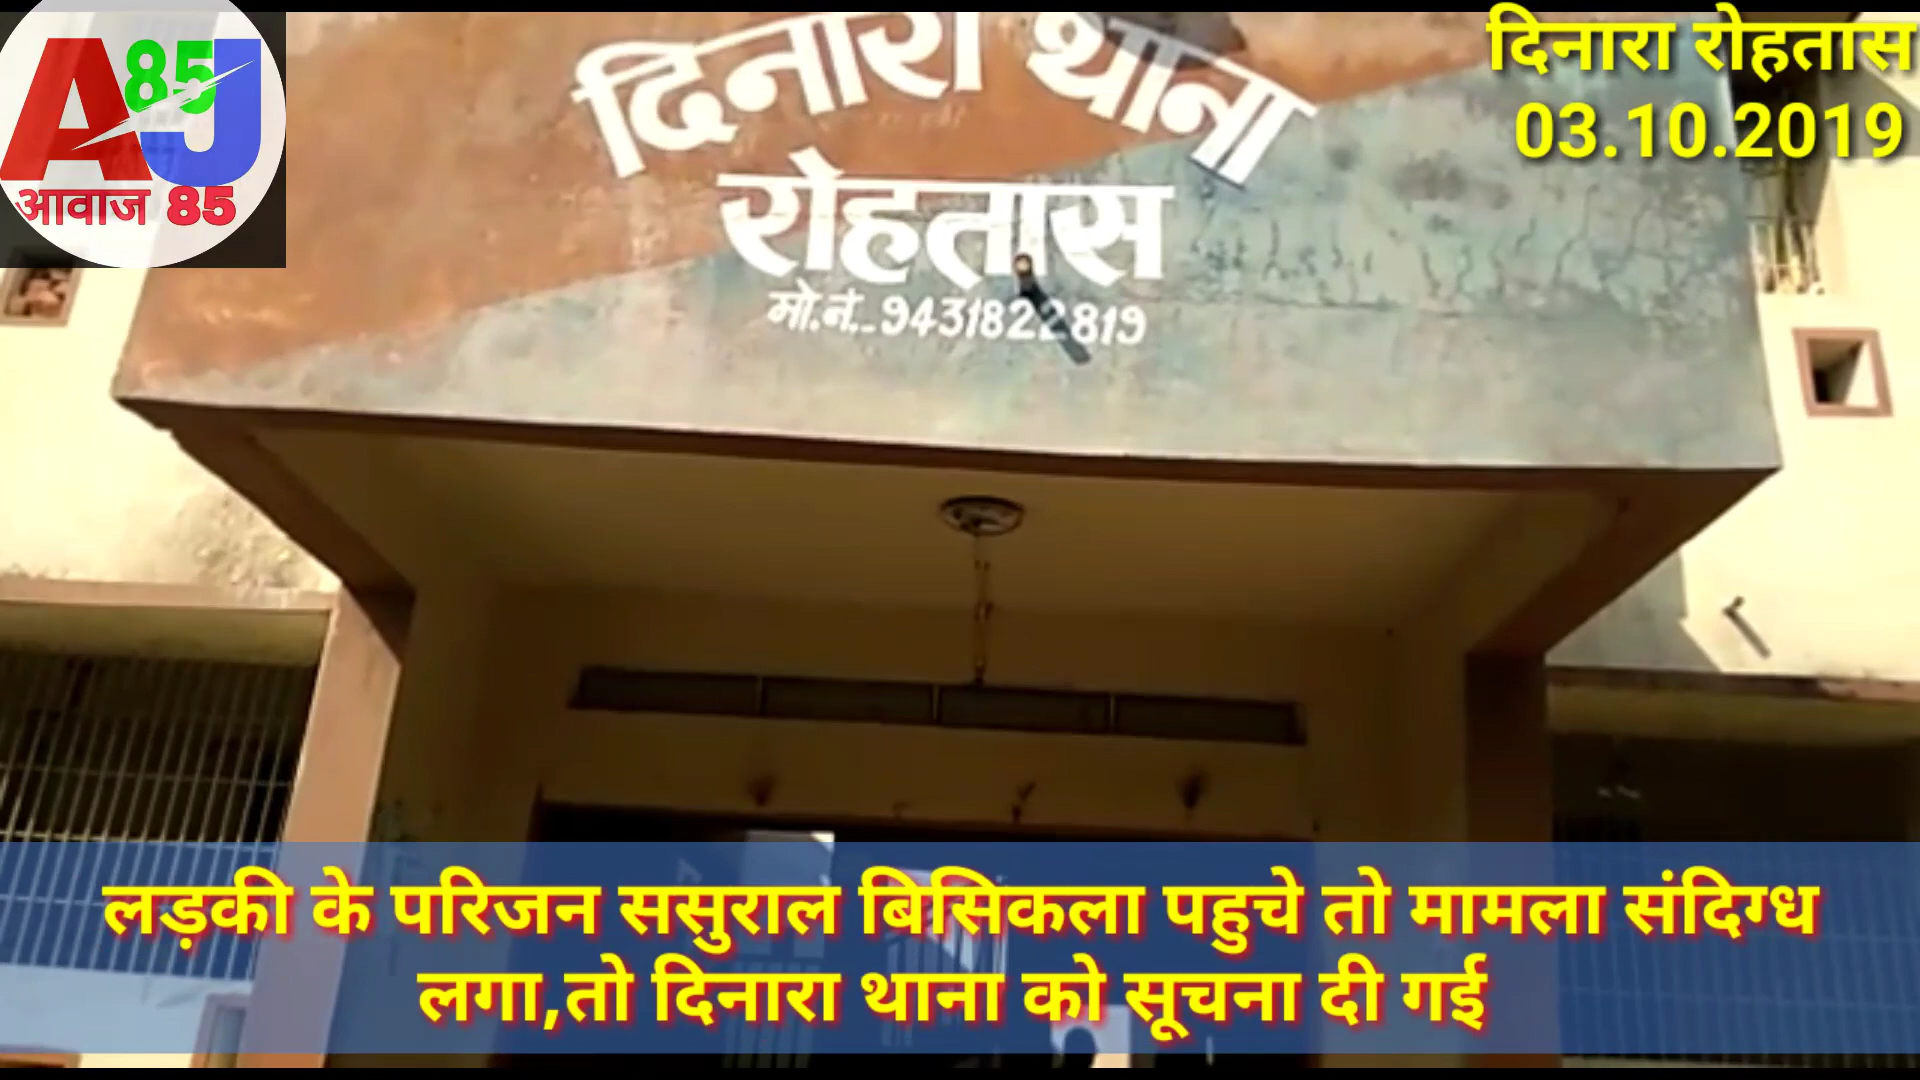 AJ 85
आवाज 85
दिनारा रोहतास
03.10.2019
दिनारा थाना
रोहतास
मो.नं.-9431822819
लड़की के परिजन ससुराल बिसिकला पहुचे तो मामला संदिग्ध
लगा,तो दिनारा थाना को सूचना दी गई